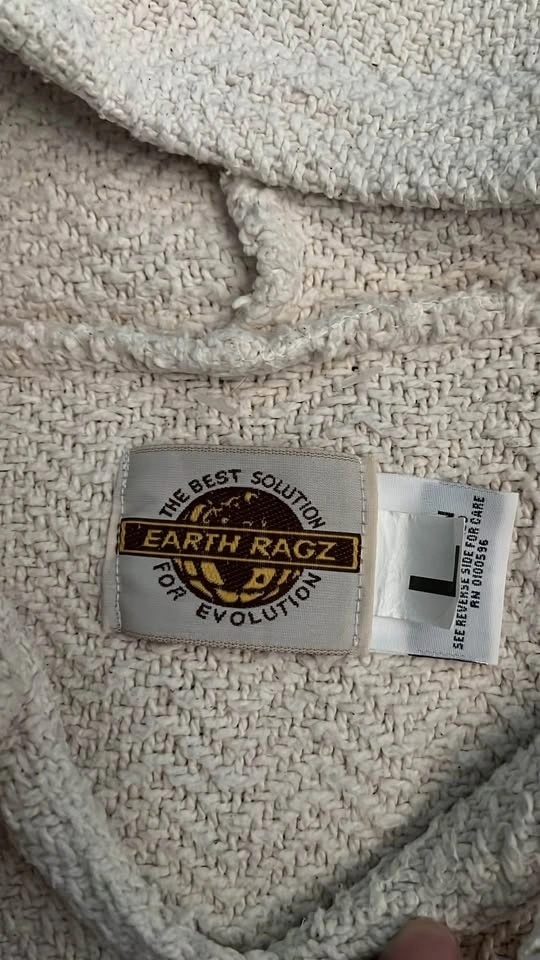 THE BEST SOLUTION
EARTH RAGZ
FOR EVOLUTION
L
SEE REVERSE SIDE FOR CARE
RN 0100596